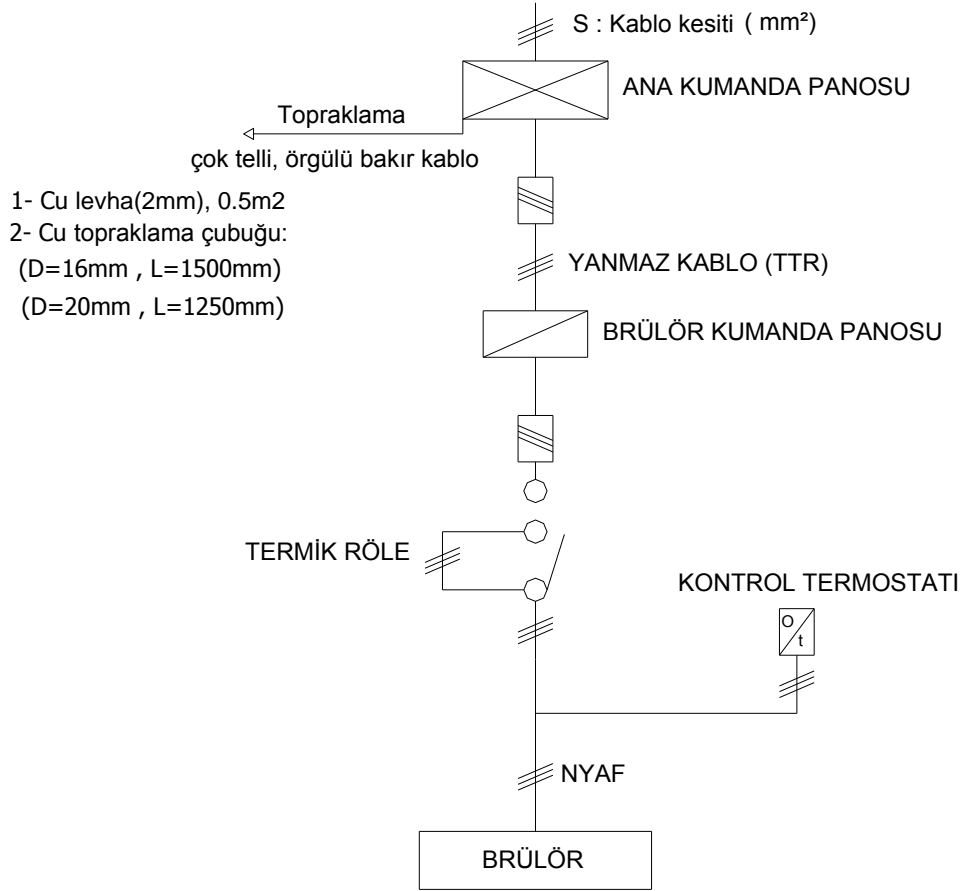 S : Kablo kesiti ( mm²)
ANA KUMANDA PANOSU
Topraklama
çok telli, örgülü bakır kablo
1- Cu levha(2mm), 0.5m2
2- Cu topraklama çubuğu:
(D=16mm , L=1500mm)
(D=20mm , L=1250mm)
YANMAZ KABLO (TTR)
BRÜLÖR KUMANDA PANOSU
TERMİK RÖLE
KONTROL TERMOSTATI
O
t
NYAF
BRÜLÖR